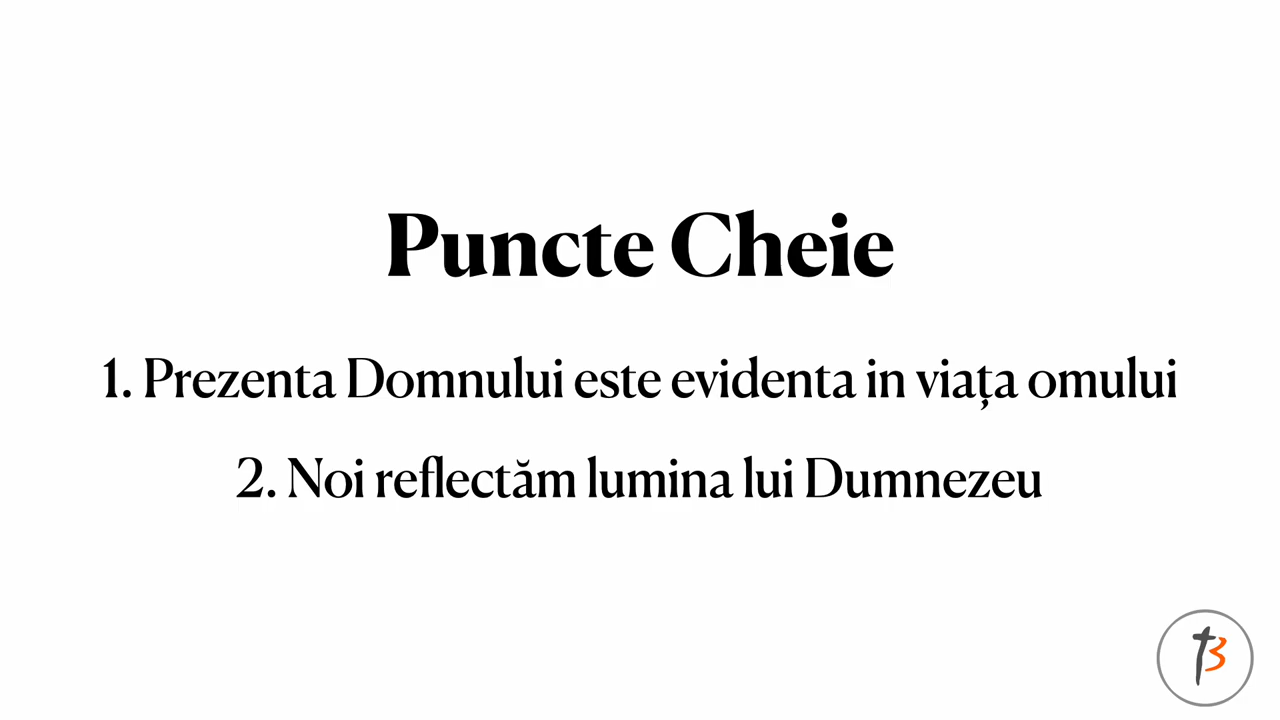 Puncte Cheie
1. Prezenta Domnului este evidenta in viața omului
2. Noi reflectăm lumina lui Dumnezeu